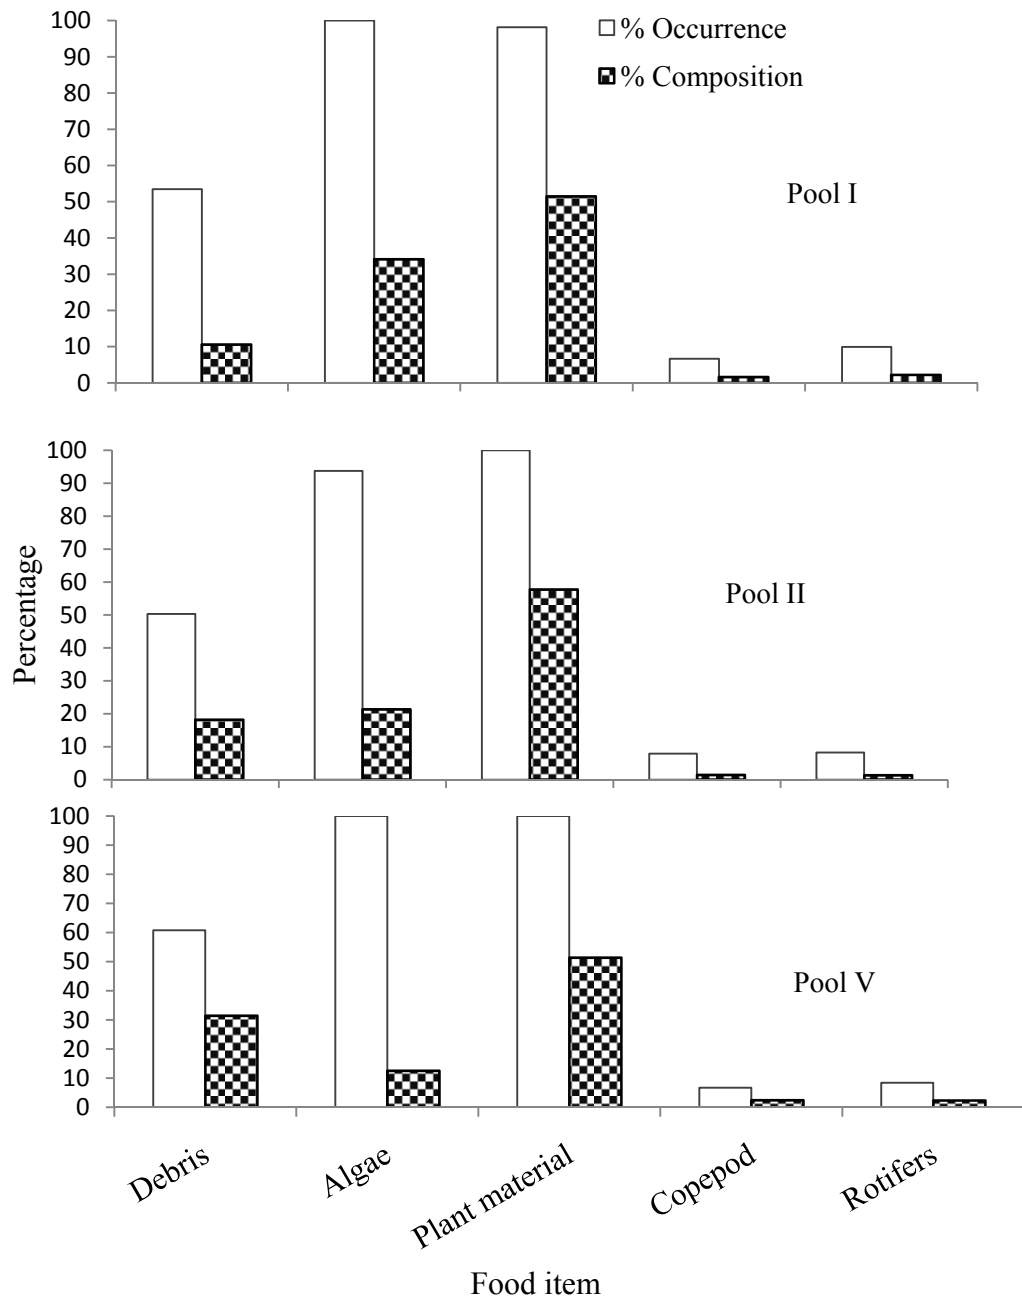 100
90
80
70
60
50
40
30
20
10
0
% Occurrence
% Composition
Pool I
100
90
80
70
60
50
40
30
20
10
0
Percentage
Pool II
100
90
80
70
60
50
40
30
20
10
0
Pool V
Debris
Algae
Plant material
Copepod
Rotifers
Food item